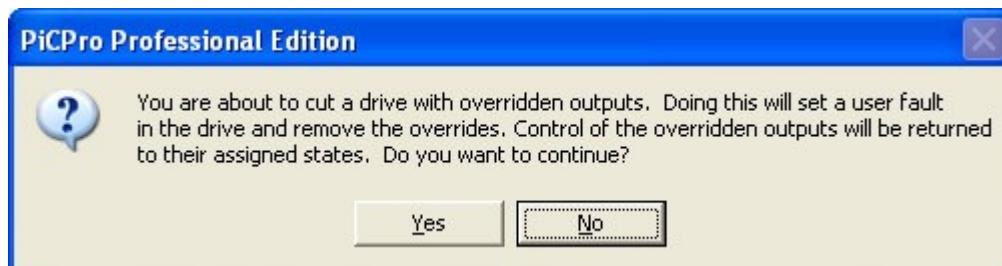 PiCPro Professional Edition
You are about to cut a drive with overridden outputs. Doing this will set a user fault
in the drive and remove the overrides. Control of the overridden outputs will be returned
to their assigned states. Do you want to continue?
Yes No